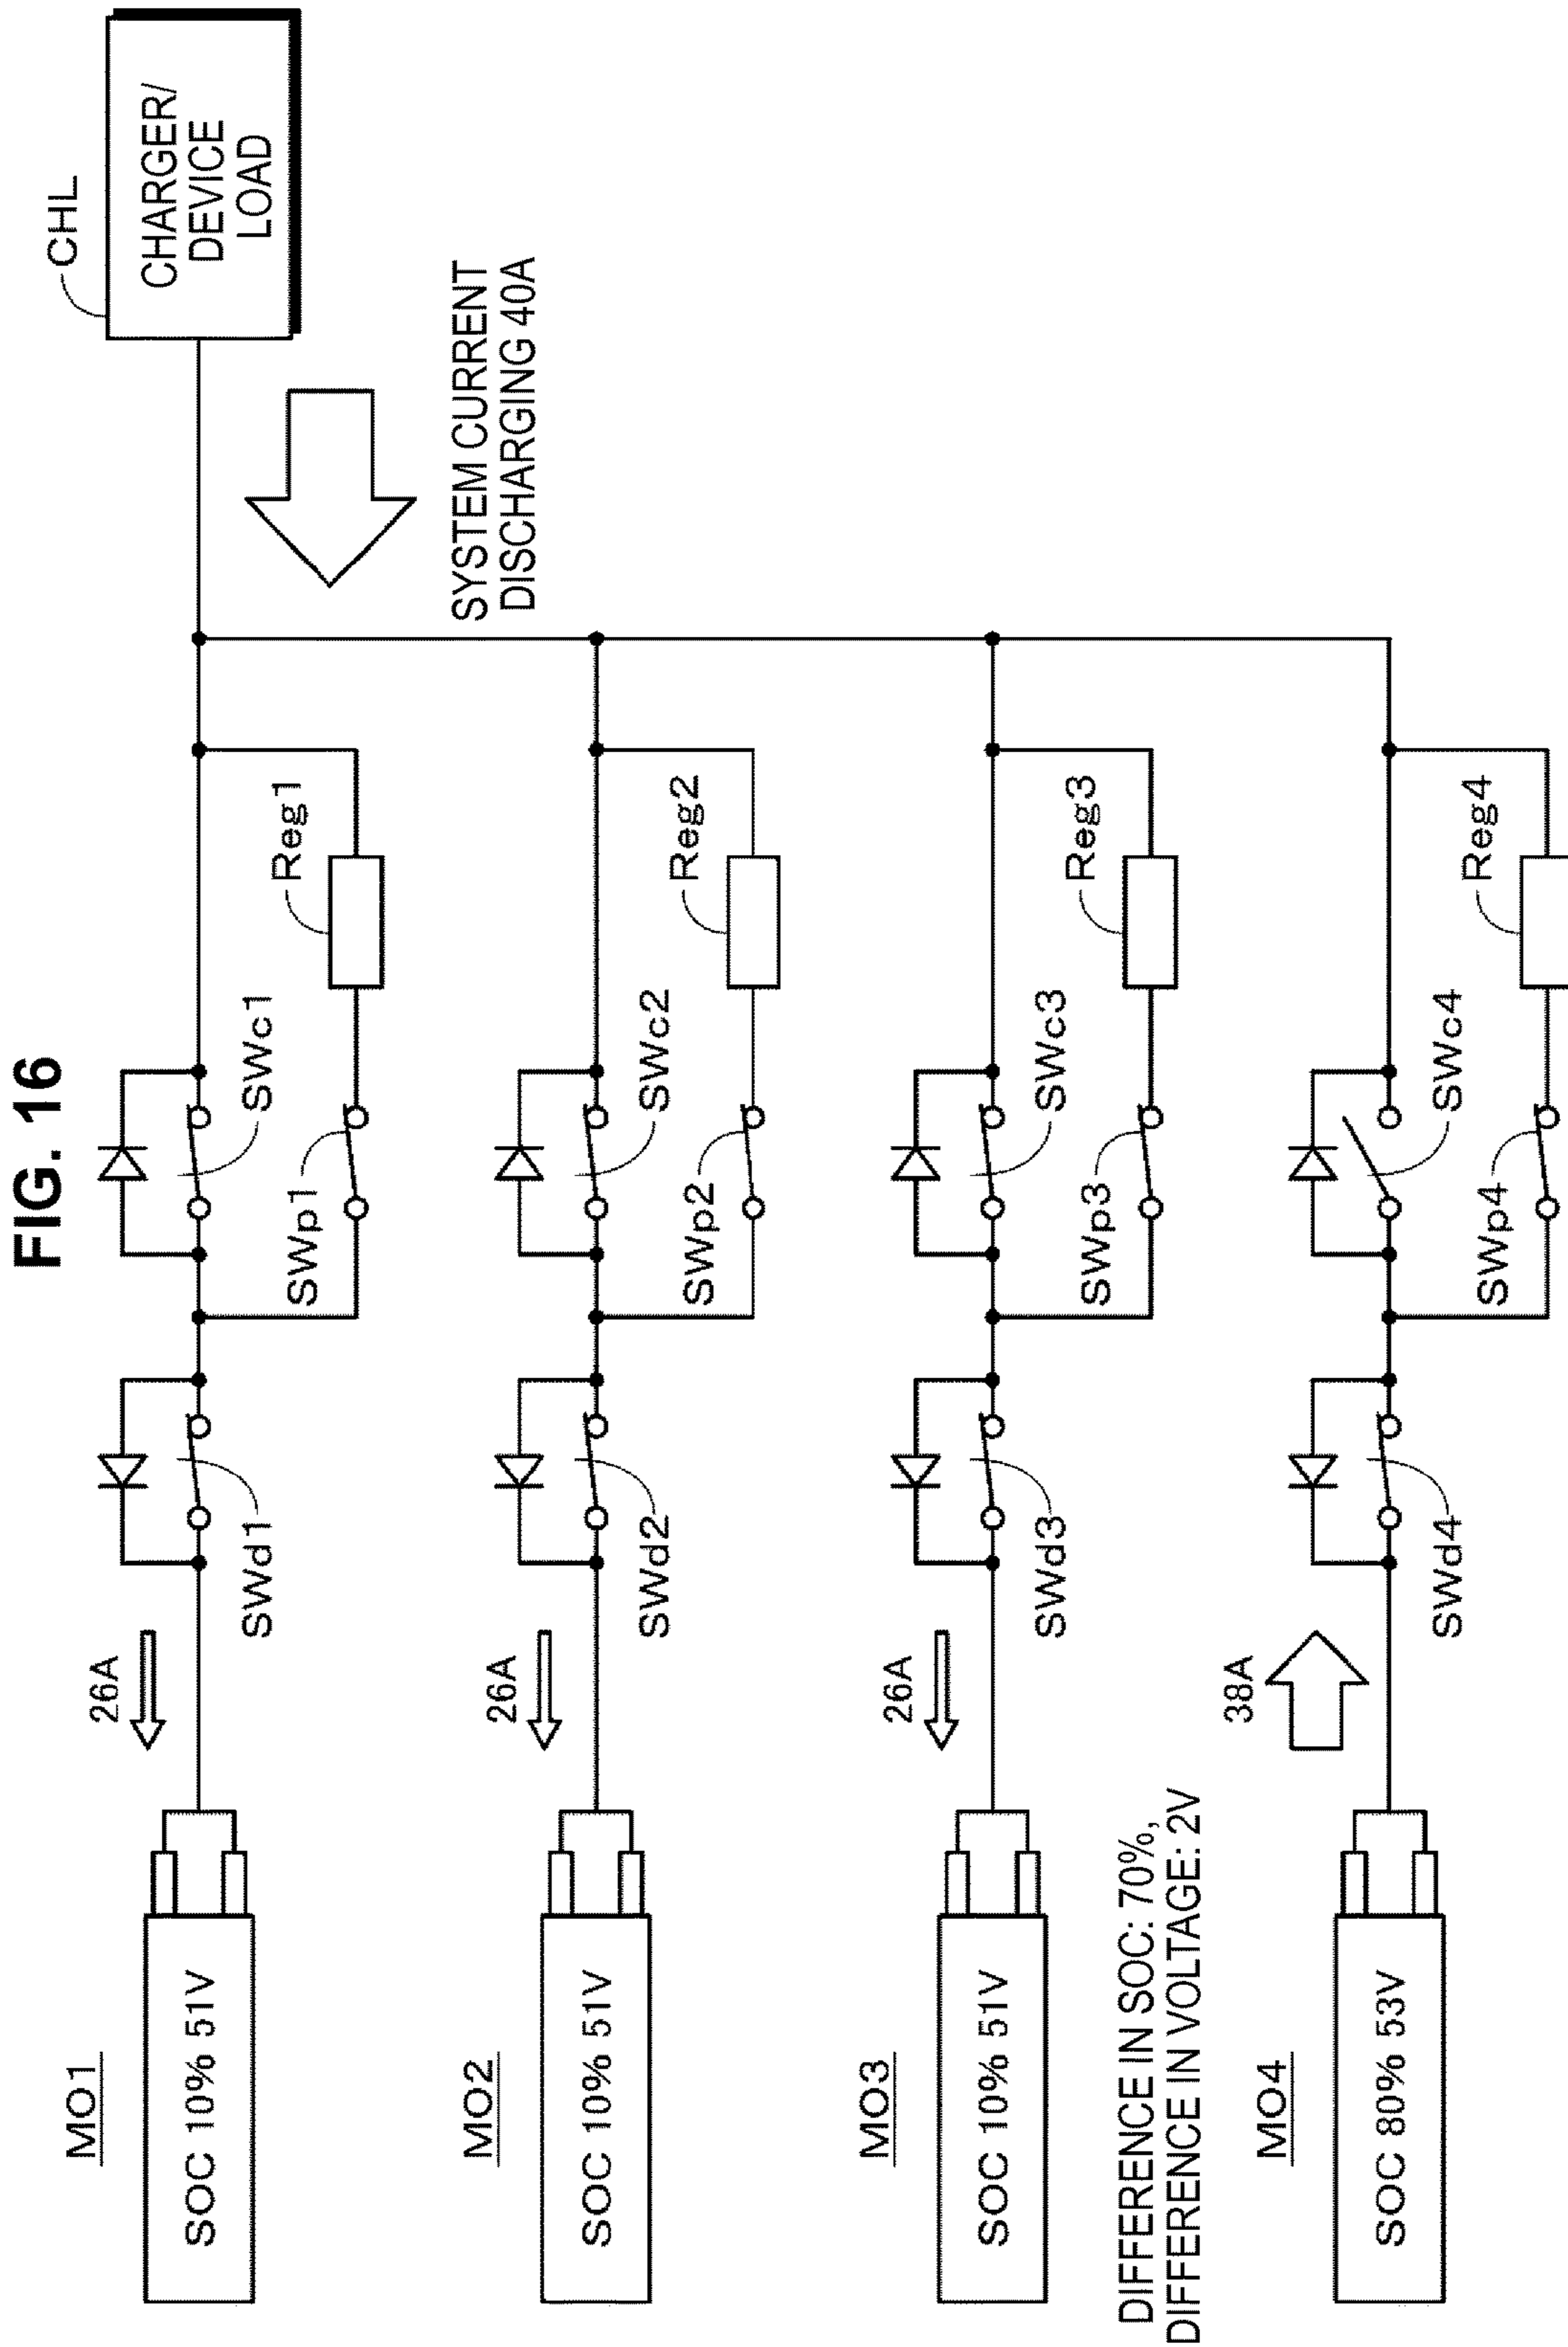 FIG. 16
MO1
SOC 10% 51V
26A
SWd1
SWc1
SWp1
Reg1
CHL
CHARGER/
DEVICE
LOAD
SYSTEM CURRENT
DISCHARGING 40A
MO2
SOC 10% 51V
26A
SWd2
SWc2
SWp2
Reg2
MO3
SOC 10% 51V
26A
SWd3
SWc3
SWp3
Reg3
DIFFERENCE IN SOC: 70%,
DIFFERENCE IN VOLTAGE: 2V
MO4
SOC 80% 53V
38A
SWd4
SWc4
SWp4
Reg4